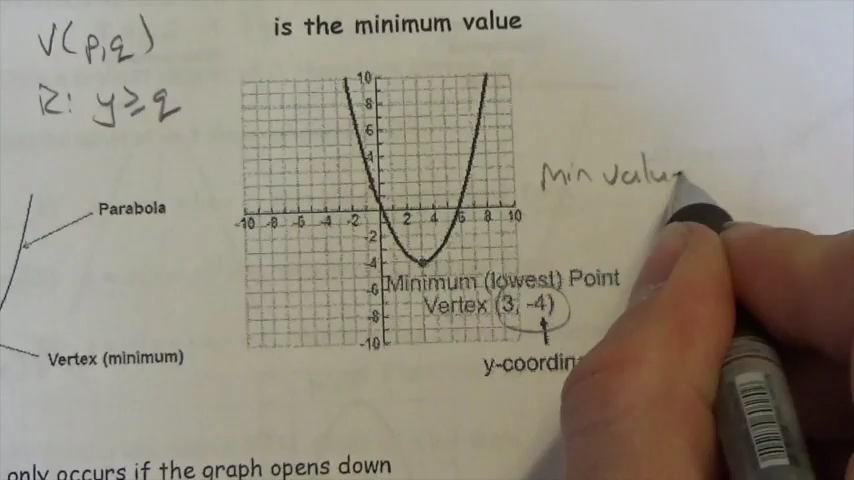 is the minimum value
V(p,q)
R: y ≥ q
10
8
6
4
-10 -8 -6 -4 -2 2 4 6 8 10
-2
-4
-6
-8
-10
Min value
Parabola
Minimum (lowest) Point
Vertex (3, -4)
Vertex (minimum)
y-coordin
only occurs if the graph opens down